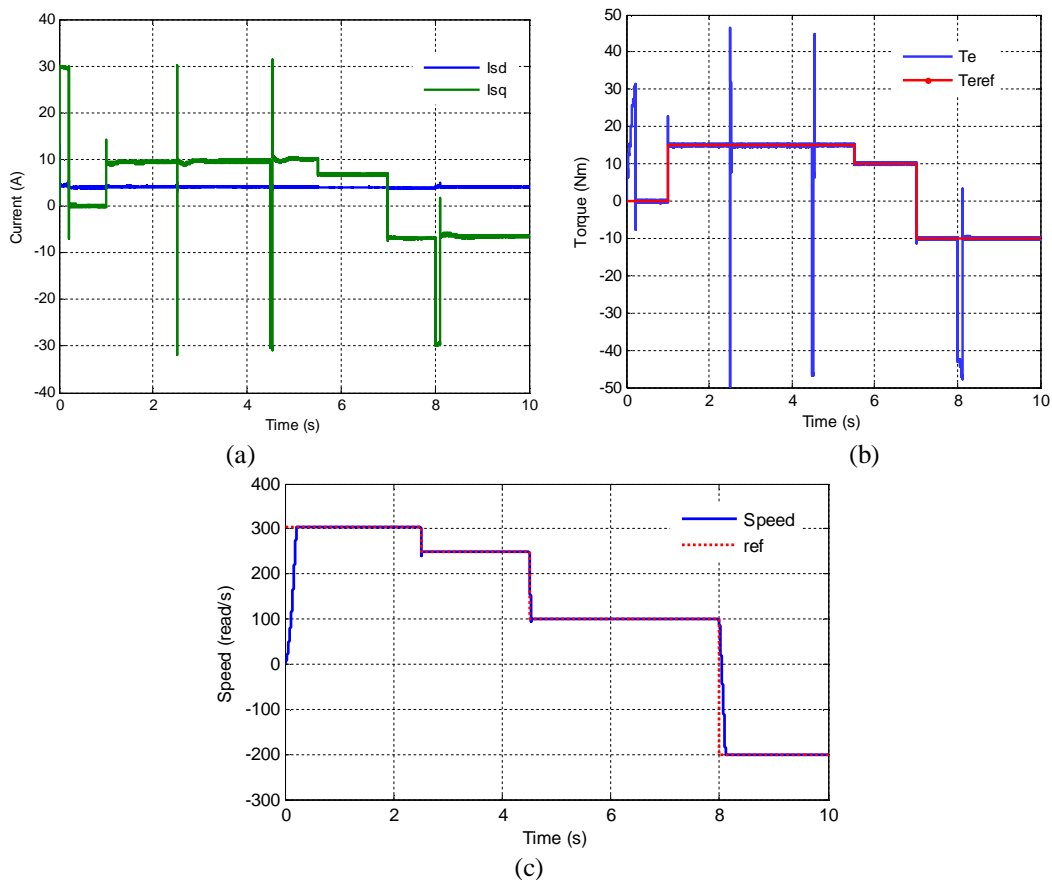 40
30
20
10
0
-10
-20
-30
-40
Current (A)
0 2 4 6 8 10
Time (s)
Isd
Isq
(a)
50
40
30
20
10
0
-10
-20
-30
-40
-50
Torque (Nm)
0 2 4 6 8 10
Time (s)
Te
Teref
(b)
400
300
200
100
0
-100
-200
-300
Speed (read/s)
0 2 4 6 8 10
Time (s)
Speed
ref
(c)